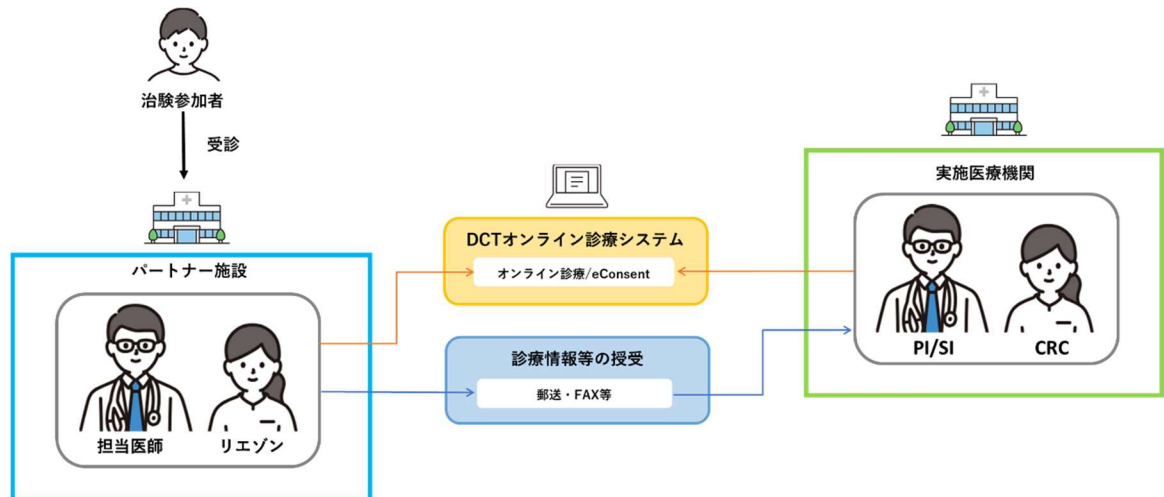 治験参加者
受診
パートナー施設
担当医師
リエゾン
DCTオンライン診療システム
オンライン診療/eConsent
診療情報等の授受
郵送・FAX等
実施医療機関
PI/SI
CRC